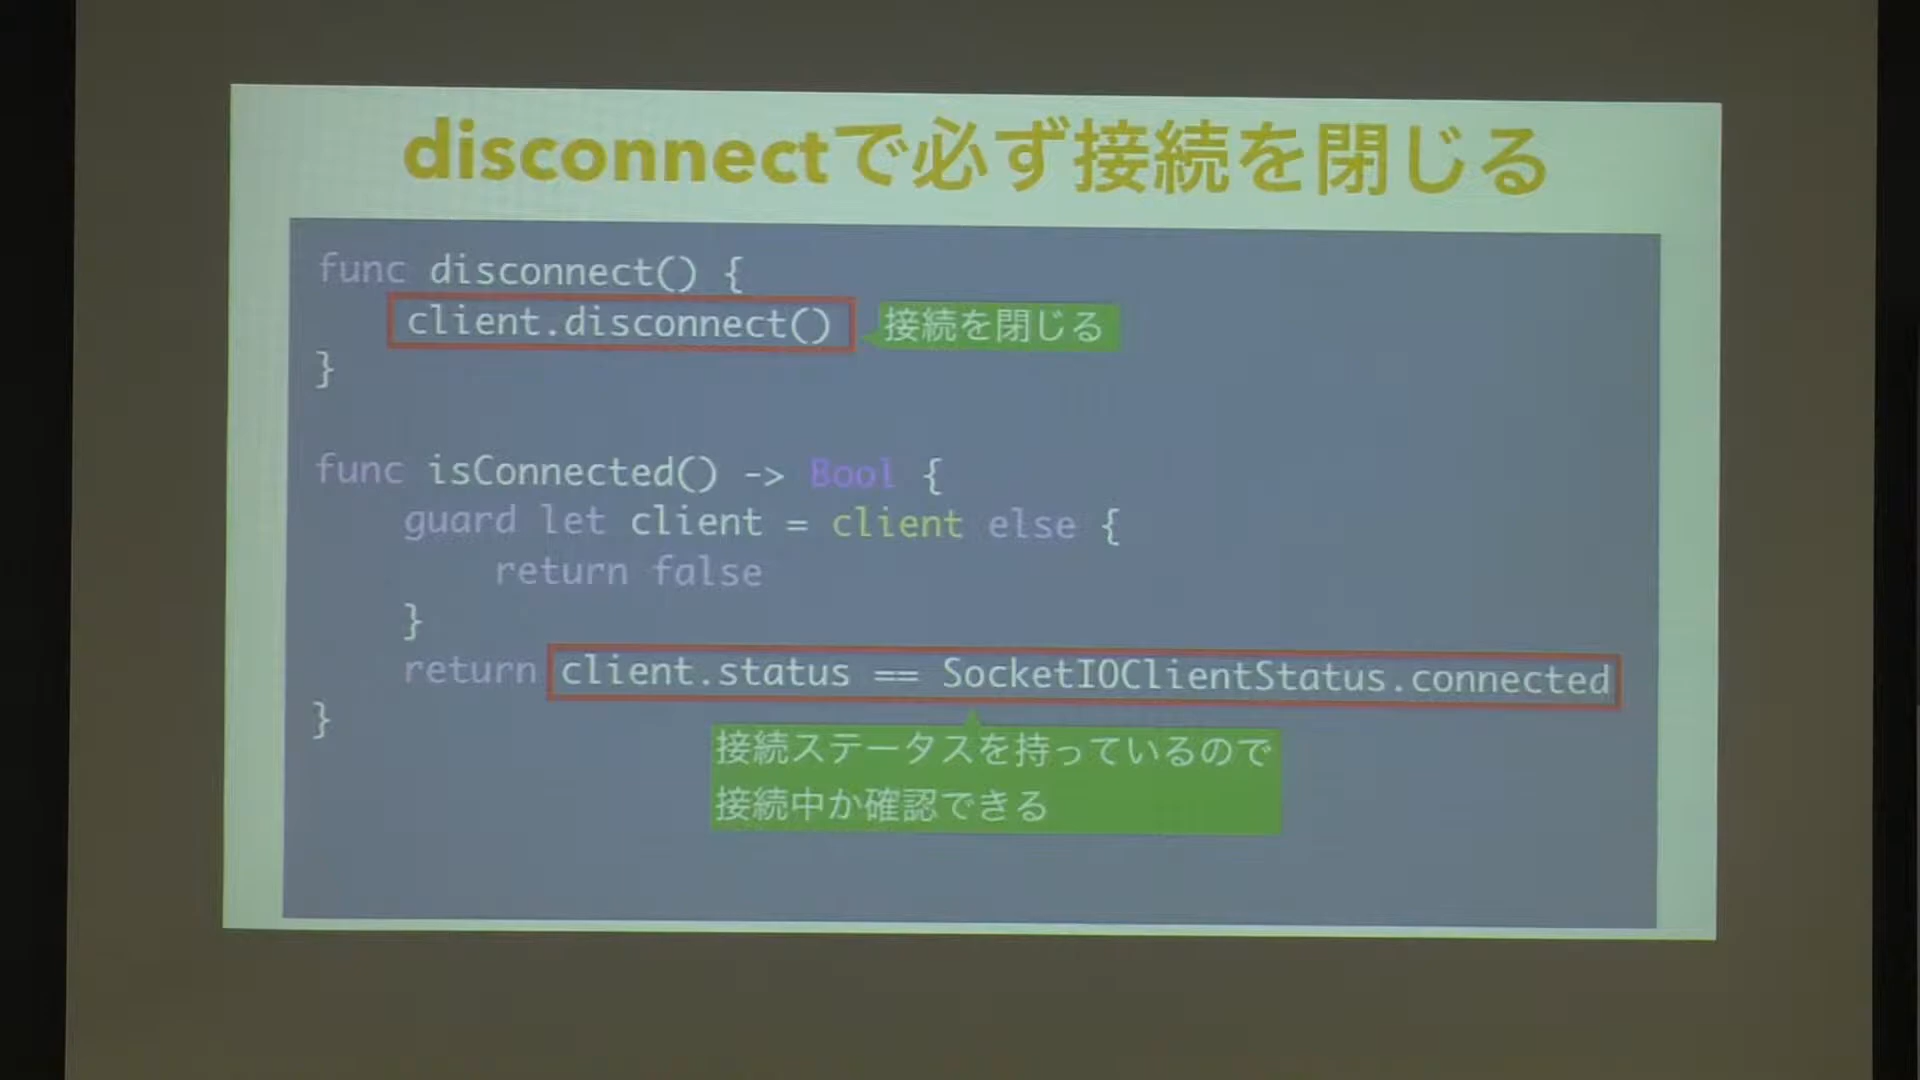 disconnectで必ず接続を閉じる
func disconnect() {
client.disconnect()
接続を閉じる
}
func isConnected() -> Bool {
guard let client = client else {
return false
}
return client.status == SocketIOClientStatus.connected
}
接続ステータスを持っているので
接続中か確認できる